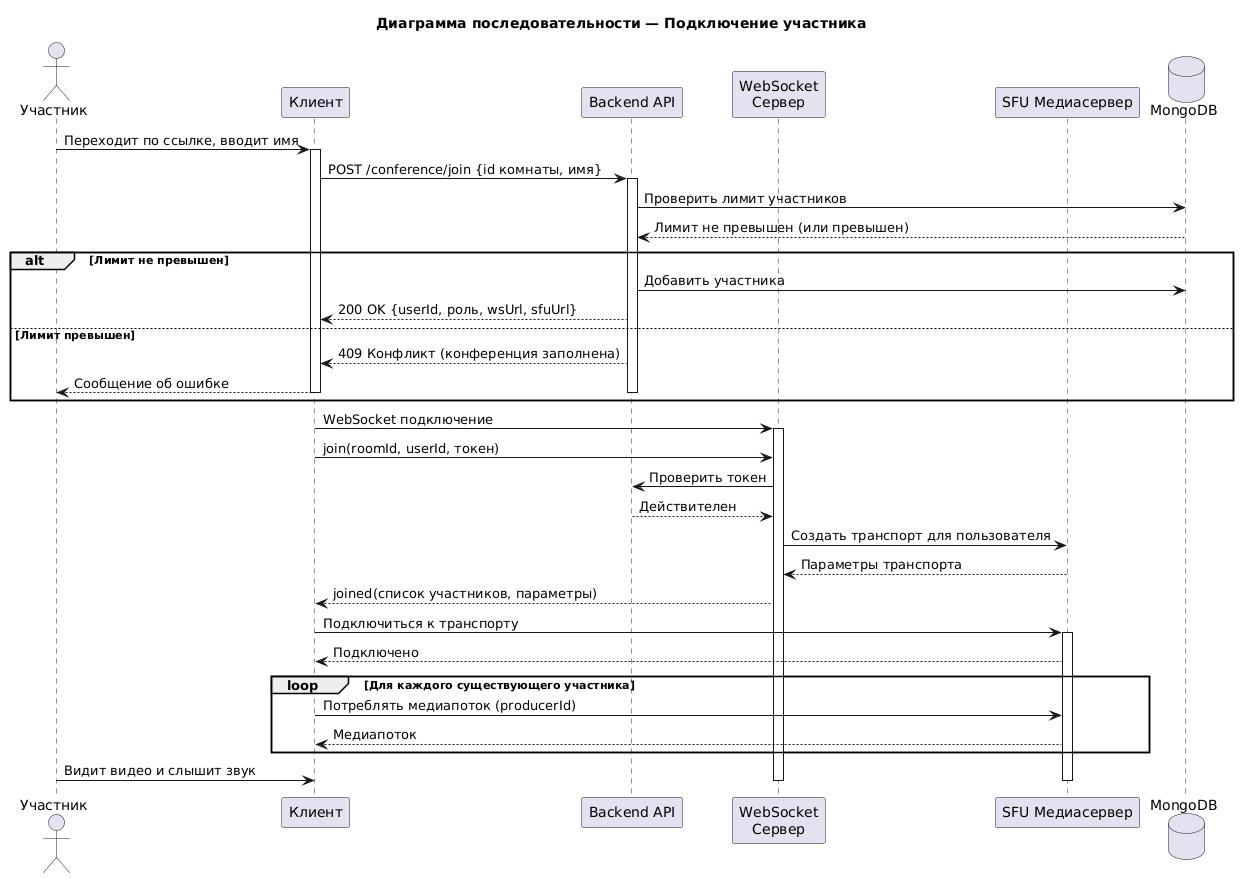 Диаграмма последовательности — Подключение участника
Участник
Клиент
Backend API
WebSocket
Сервер
SFU Медиасервер
MongoDB
Переходит по ссылке, вводит имя
POST /conference/join {id комнаты, имя}
Проверить лимит участников
Лимит не превышен (или превышен)
alt [Лимит не превышен]
Добавить участника
200 OK {userId, роль, wsUrl, sfuUrl}
[Лимит превышен]
409 Конфликт (конференция заполнена)
Сообщение об ошибке
WebSocket подключение
join(roomId, userId, токен)
Проверить токен
Действителен
Создать транспорт для пользователя
Параметры транспорта
joined(список участников, параметры)
Подключиться к транспорту
Подключено
loop [Для каждого существующего участника]
Потреблять медиапоток (producerId)
Медиапоток
Видит видео и слышит звук
Участник
Клиент
Backend API
WebSocket
Сервер
SFU Медиасервер
MongoDB